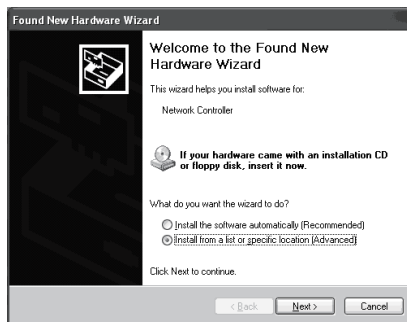 Found New Hardware Wizard
Welcome to the Found New
Hardware Wizard
This wizard helps you install software for:
Network Controller
If your hardware came with an installation CD
or floppy disk, insert it now.
What do you want the wizard to do?
Install the software automatically (Recommended)
Install from a list or specific location (Advanced)
Click Next to continue.
< Back Next > Cancel